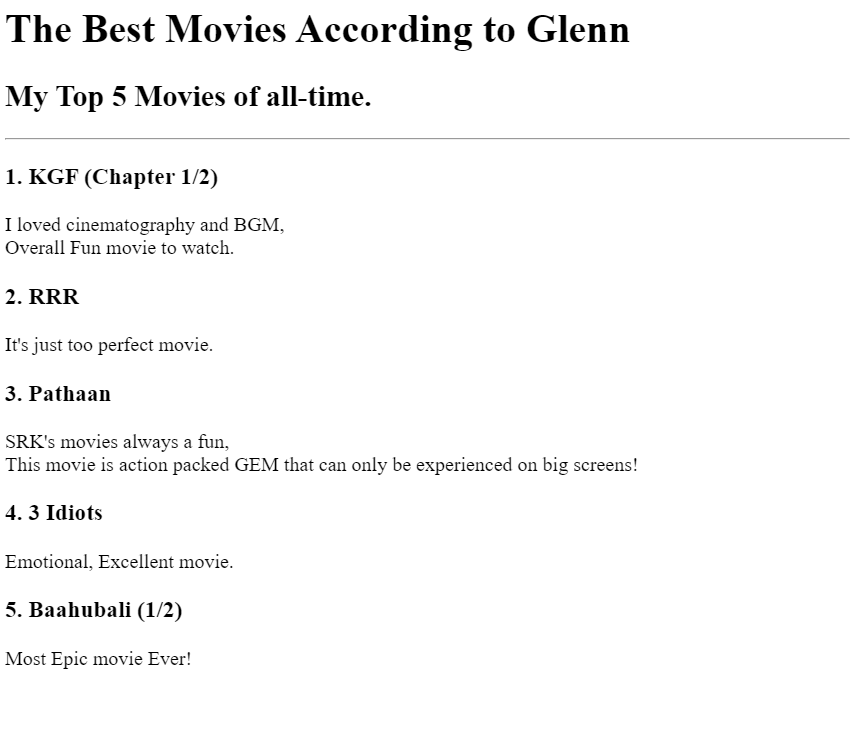 The Best Movies According to Glenn
My Top 5 Movies of all-time.
1. KGF (Chapter 1/2)
I loved cinematography and BGM,
Overall Fun movie to watch.
2. RRR
It's just too perfect movie.
3. Pathaan
SRK's movies always a fun,
This movie is action packed GEM that can only be experienced on big screens!
4. 3 Idiots
Emotional, Excellent movie.
5. Baahubali (1/2)
Most Epic movie Ever!